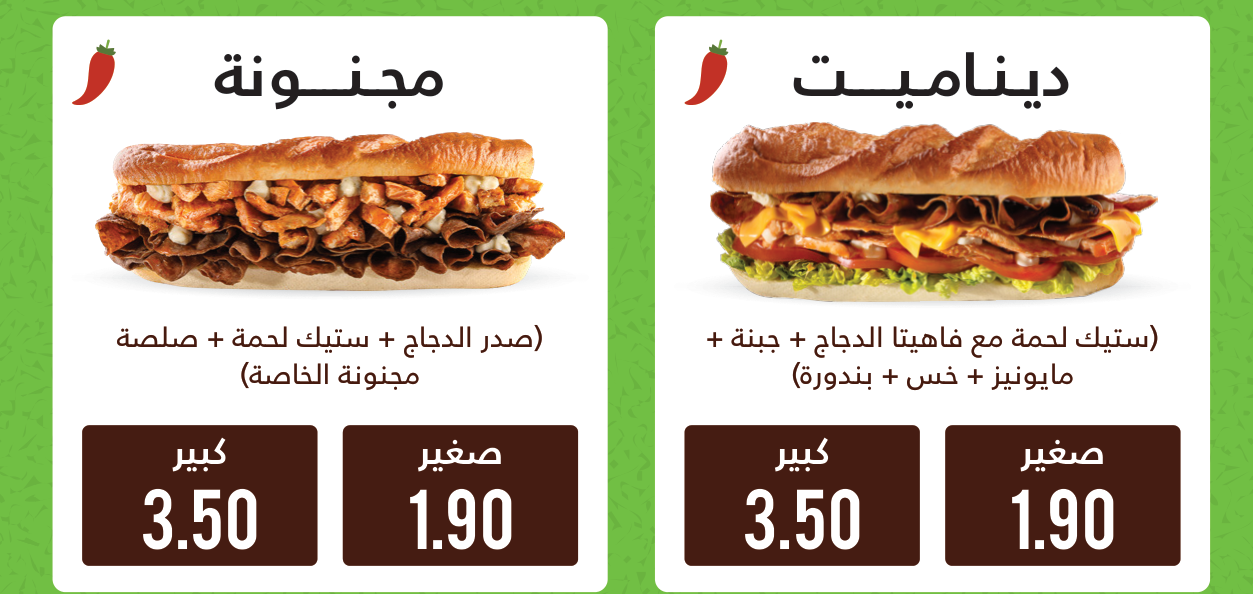 ديناميت
(ستيك لحمة مع فاهيتا الدجاج + جبنة +
مايونيز + خس + بندورة)
صغير
1.90
كبير
3.50
مجنونة
(صدر الدجاج + ستيك لحمة + صلصة
مجنونة الخاصة)
صغير
1.90
كبير
3.50